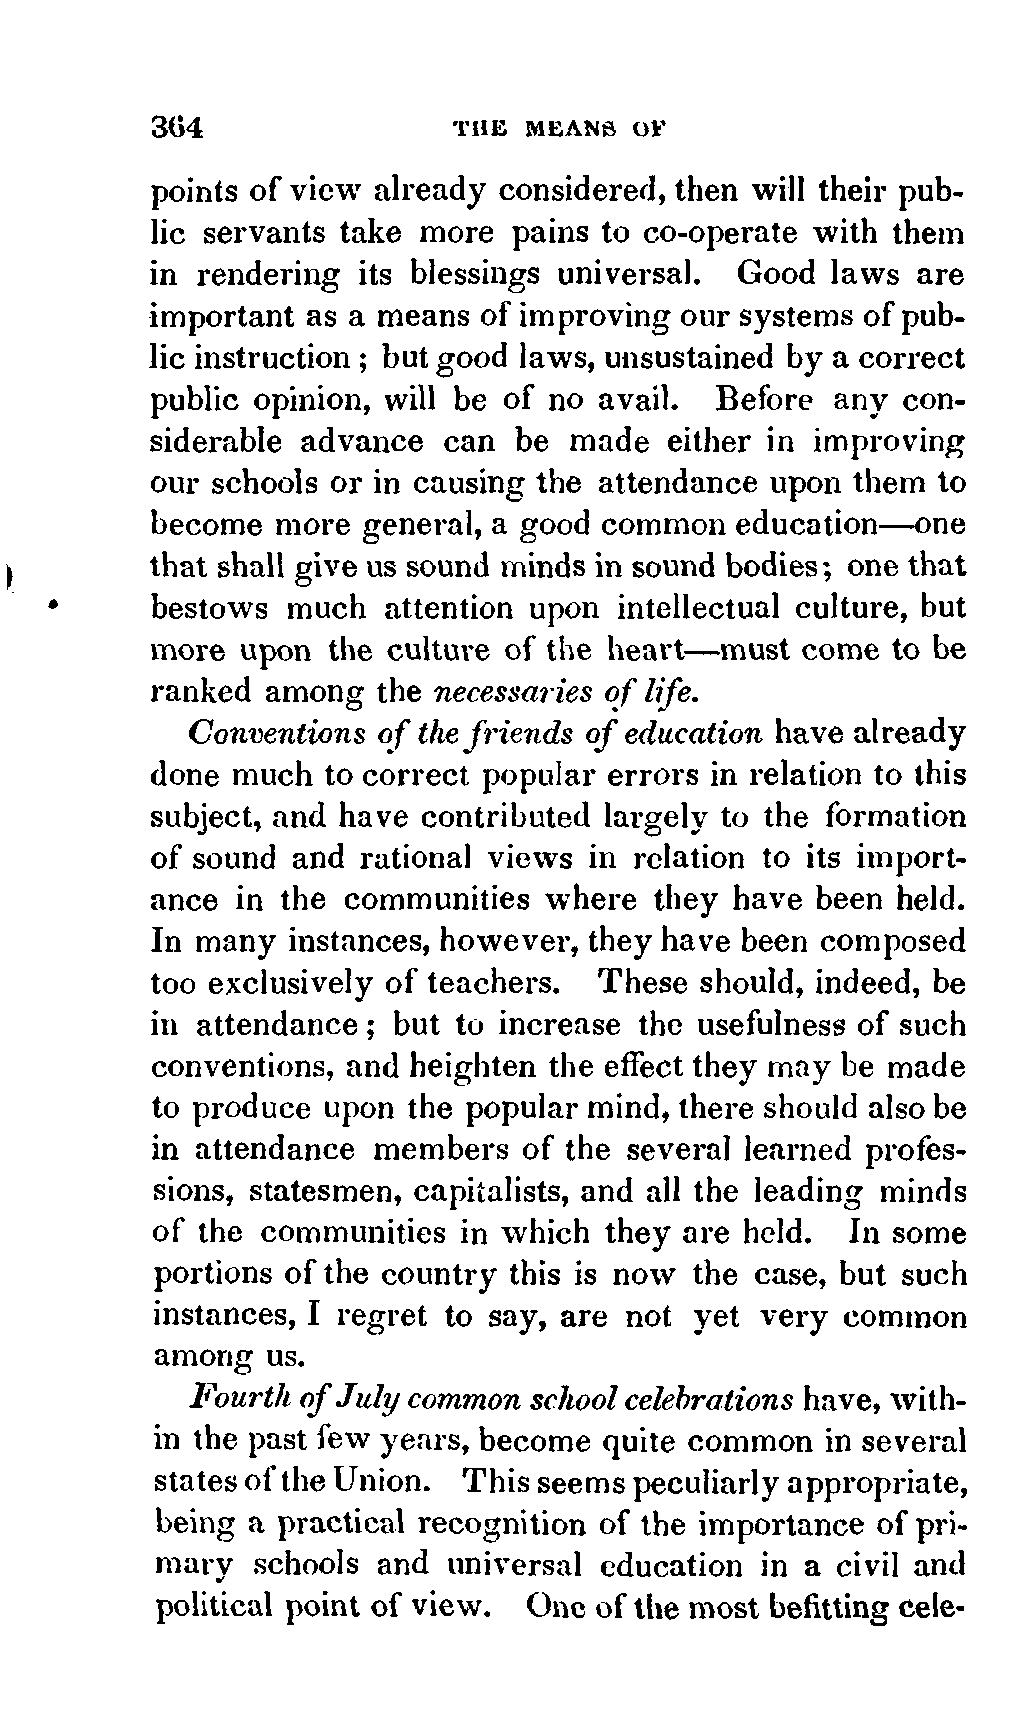 364 THE MEANS OF
points of view already considered, then will their pub-
lic servants take more pains to co-operate with them
in rendering its blessings universal. Good laws are
important as a means of improving our systems of pub-
lic instruction; but good laws, unsustained by a correct
public opinion, will be of no avail. Before any con-
siderable advance can be made either in improving
our schools or in causing the attendance upon them to
become more general, a good common education—one
that shall give us sound minds in sound bodies; one that
bestows much attention upon intellectual culture, but
more upon the culture of the heart—must come to be
ranked among the necessaries of life.
Conventions of the friends of education have already
done much to correct popular errors in relation to this
subject, and have contributed largely to the formation
of sound and rational views in relation to its import-
ance in the communities where they have been held.
In many instances, however, they have been composed
too exclusively of teachers. These should, indeed, be
in attendance; but to increase the usefulness of such
conventions, and heighten the effect they may be made
to produce upon the popular mind, there should also be
in attendance members of the several learned profes-
sions, statesmen, capitalists, and all the leading minds
of the communities in which they are held. In some
portions of the country this is now the case, but such
instances, I regret to say, are not yet very common
among us.
Fourth of July common school celebrations have, with-
in the past few years, become quite common in several
states of the Union. This seems peculiarly appropriate,
being a practical recognition of the importance of pri-
mary schools and universal education in a civil and
political point of view. One of the most befitting cele-